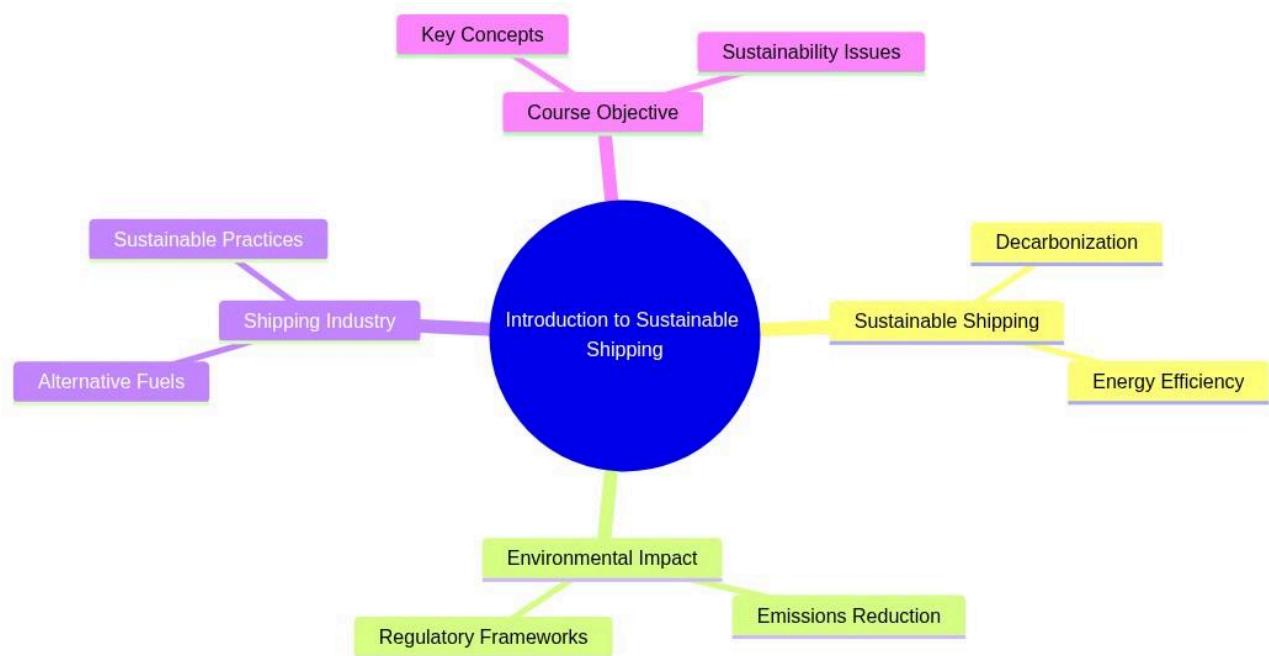 Key Concepts
Sustainability Issues
Course Objective
Sustainable Practices
Decarbonization
Shipping Industry
Introduction to Sustainable
Shipping
Sustainable Shipping
Alternative Fuels
Energy Efficiency
Environmental Impact
Emissions Reduction
Regulatory Frameworks